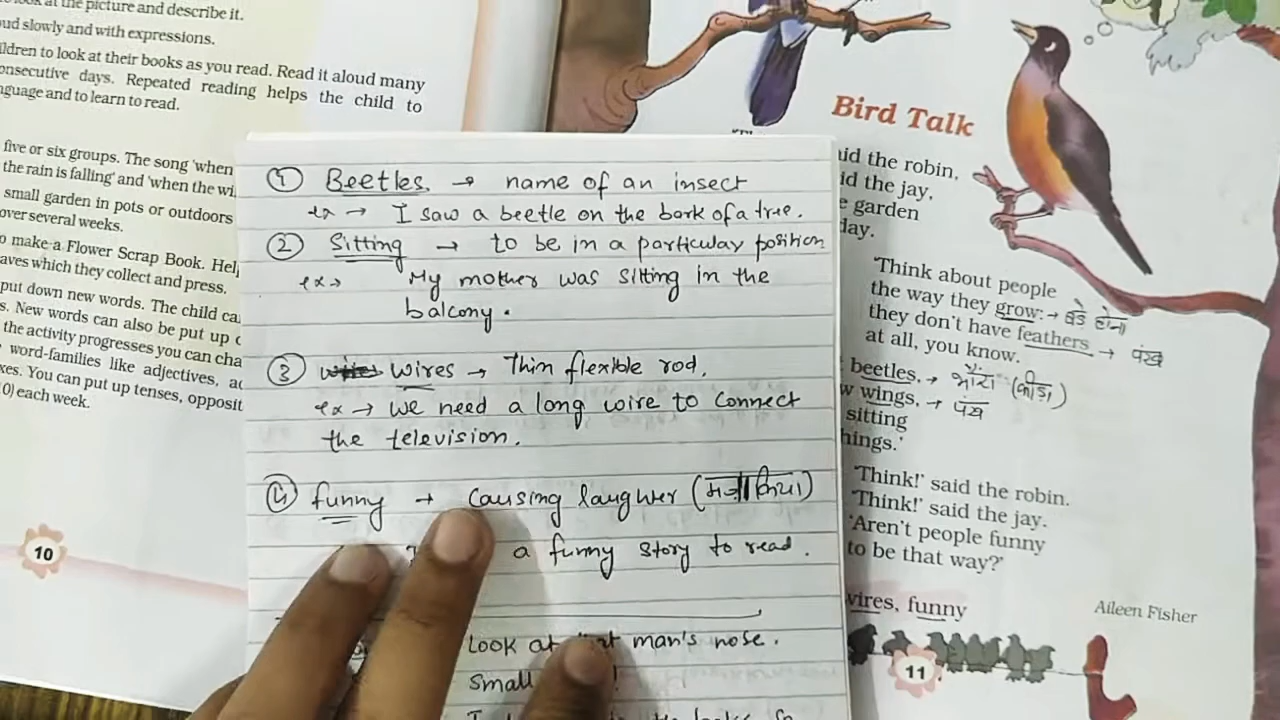 at the picture and describe it.
ud slowly and with expressions.
ildren to look at their books as you read. Read it aloud many
onsecutive days. Repeated reading helps the child to
nguage and to learn to read.
five or six groups. The song 'when
the rain is falling' and 'when the wi
small garden in pots or outdoors
over several weeks.
o make a Flower Scrap Book. Hel
aves which they collect and press.
put down new words. The child ca
s. New words can also be put up
the activity progresses you can cha
word-families like adjectives, a
xes. You can put up tenses, opposit
0) each week.
10
① Beetles. → name of an insect
ex → I saw a beetle on the bark of a tree.
② Sitting → to be in a particular position
ex → My mother was sitting in the
balcony.
③ wires → Thin flexible rod.
ex → we need a long wire to connect
the television.
④ funny → Causing laughter (
a funny story to read.
Look at man's nose.
Small
Bird Talk
aid the robin,
id the jay,
e garden
day.
'Think about people
the way they grow: → बड़े होना
they don't have feathers → पंख
at all, you know.
beetles, → भौंरा (कीड़ा)
w wings, → पंख
sitting
hings.'
'Think!' said the robin.
'Think!' said the jay.
'Aren't people funny
to be that way?'
Aileen Fisher
wires, funny
11